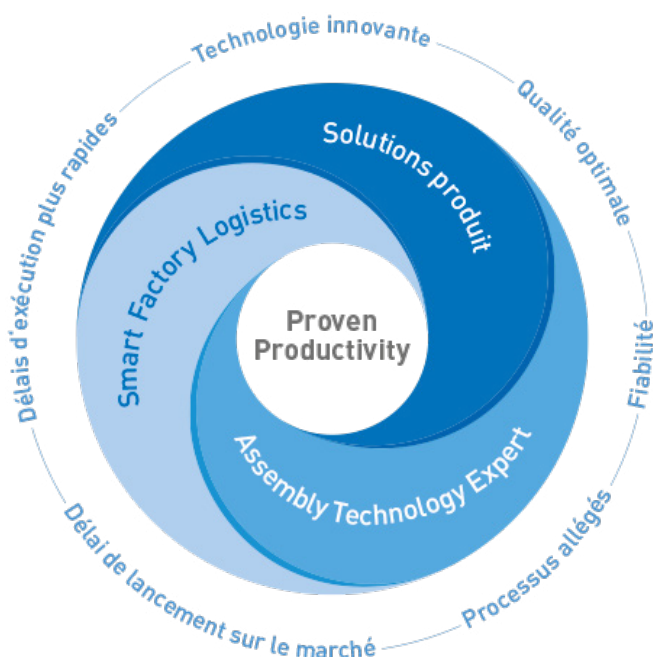 Technologie innovante
Qualité optimale
Fiabilité
Processus allégés
Délai de lancement sur le marché
Délais d'exécution plus rapides
Solutions produit
Smart Factory Logistics
Assembly Technology Expert
Proven
Productivity